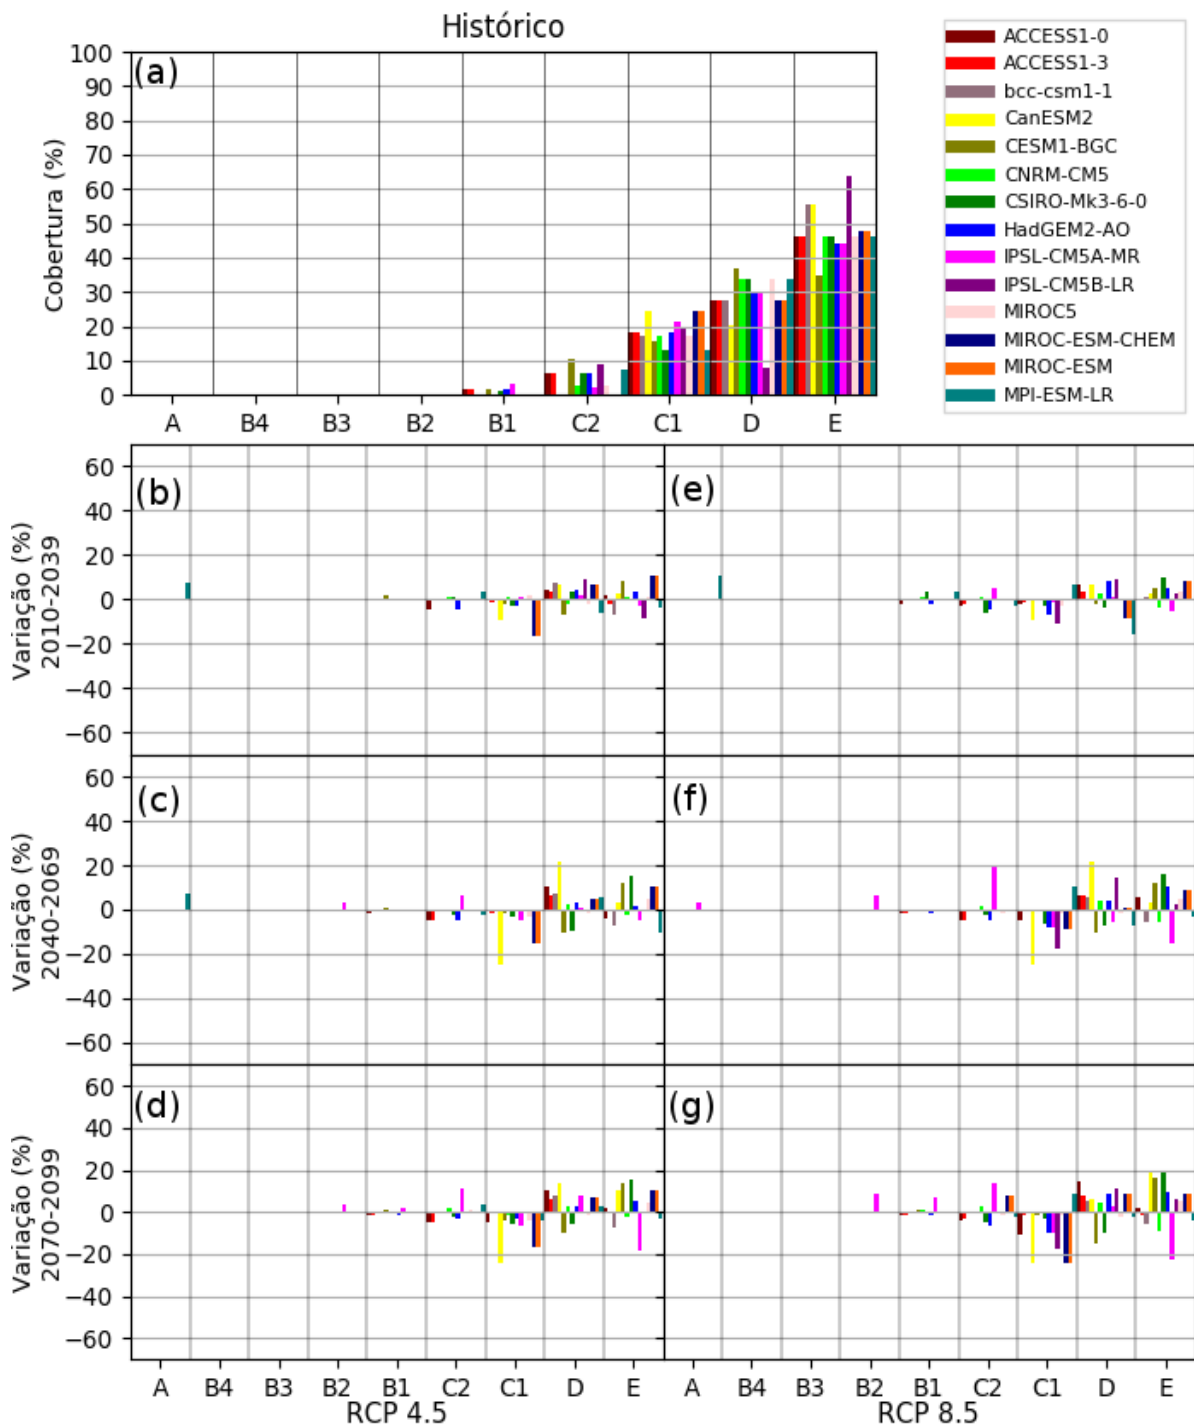 Histórico
(a)
Cobertura (%)
100
90
80
70
60
50
40
30
20
10
0
A B4 B3 B2 B1 C2 C1 D E
ACCESS1-0
ACCESS1-3
bcc-csm1-1
CanESM2
CESM1-BGC
CNRM-CM5
CSIRO-Mk3-6-0
HadGEM2-AO
IPSL-CM5A-MR
IPSL-CM5B-LR
MIROC5
MIROC-ESM-CHEM
MIROC-ESM
MPI-ESM-LR
(b)
(e)
Variação (%)
2010-2039
60
40
20
0
−20
−40
−60
(c)
(f)
Variação (%)
2040-2069
60
40
20
0
−20
−40
−60
(d)
(g)
Variação (%)
2070-2099
60
40
20
0
−20
−40
−60
A B4 B3 B2 B1 C2 C1 D E A B4 B3 B2 B1 C2 C1 D E
RCP 4.5 RCP 8.5